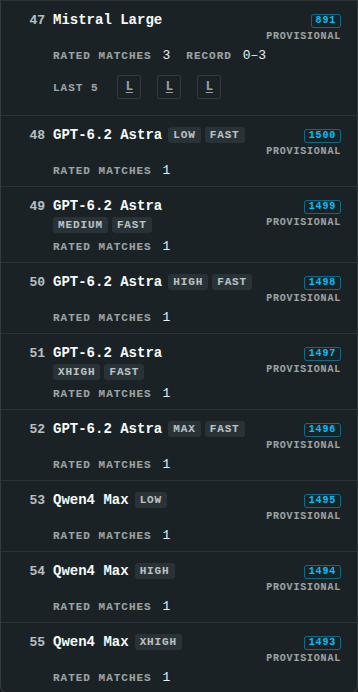 47 Mistral Large 891
PROVISIONAL
RATED MATCHES 3 RECORD 0–3
LAST 5 L L L
48 GPT-6.2 Astra LOW FAST 1500
PROVISIONAL
RATED MATCHES 1
49 GPT-6.2 Astra 1499
MEDIUM FAST PROVISIONAL
RATED MATCHES 1
50 GPT-6.2 Astra HIGH FAST 1498
PROVISIONAL
RATED MATCHES 1
51 GPT-6.2 Astra 1497
XHIGH FAST PROVISIONAL
RATED MATCHES 1
52 GPT-6.2 Astra MAX FAST 1496
PROVISIONAL
RATED MATCHES 1
53 Qwen4 Max LOW 1495
PROVISIONAL
RATED MATCHES 1
54 Qwen4 Max HIGH 1494
PROVISIONAL
RATED MATCHES 1
55 Qwen4 Max XHIGH 1493
PROVISIONAL
RATED MATCHES 1